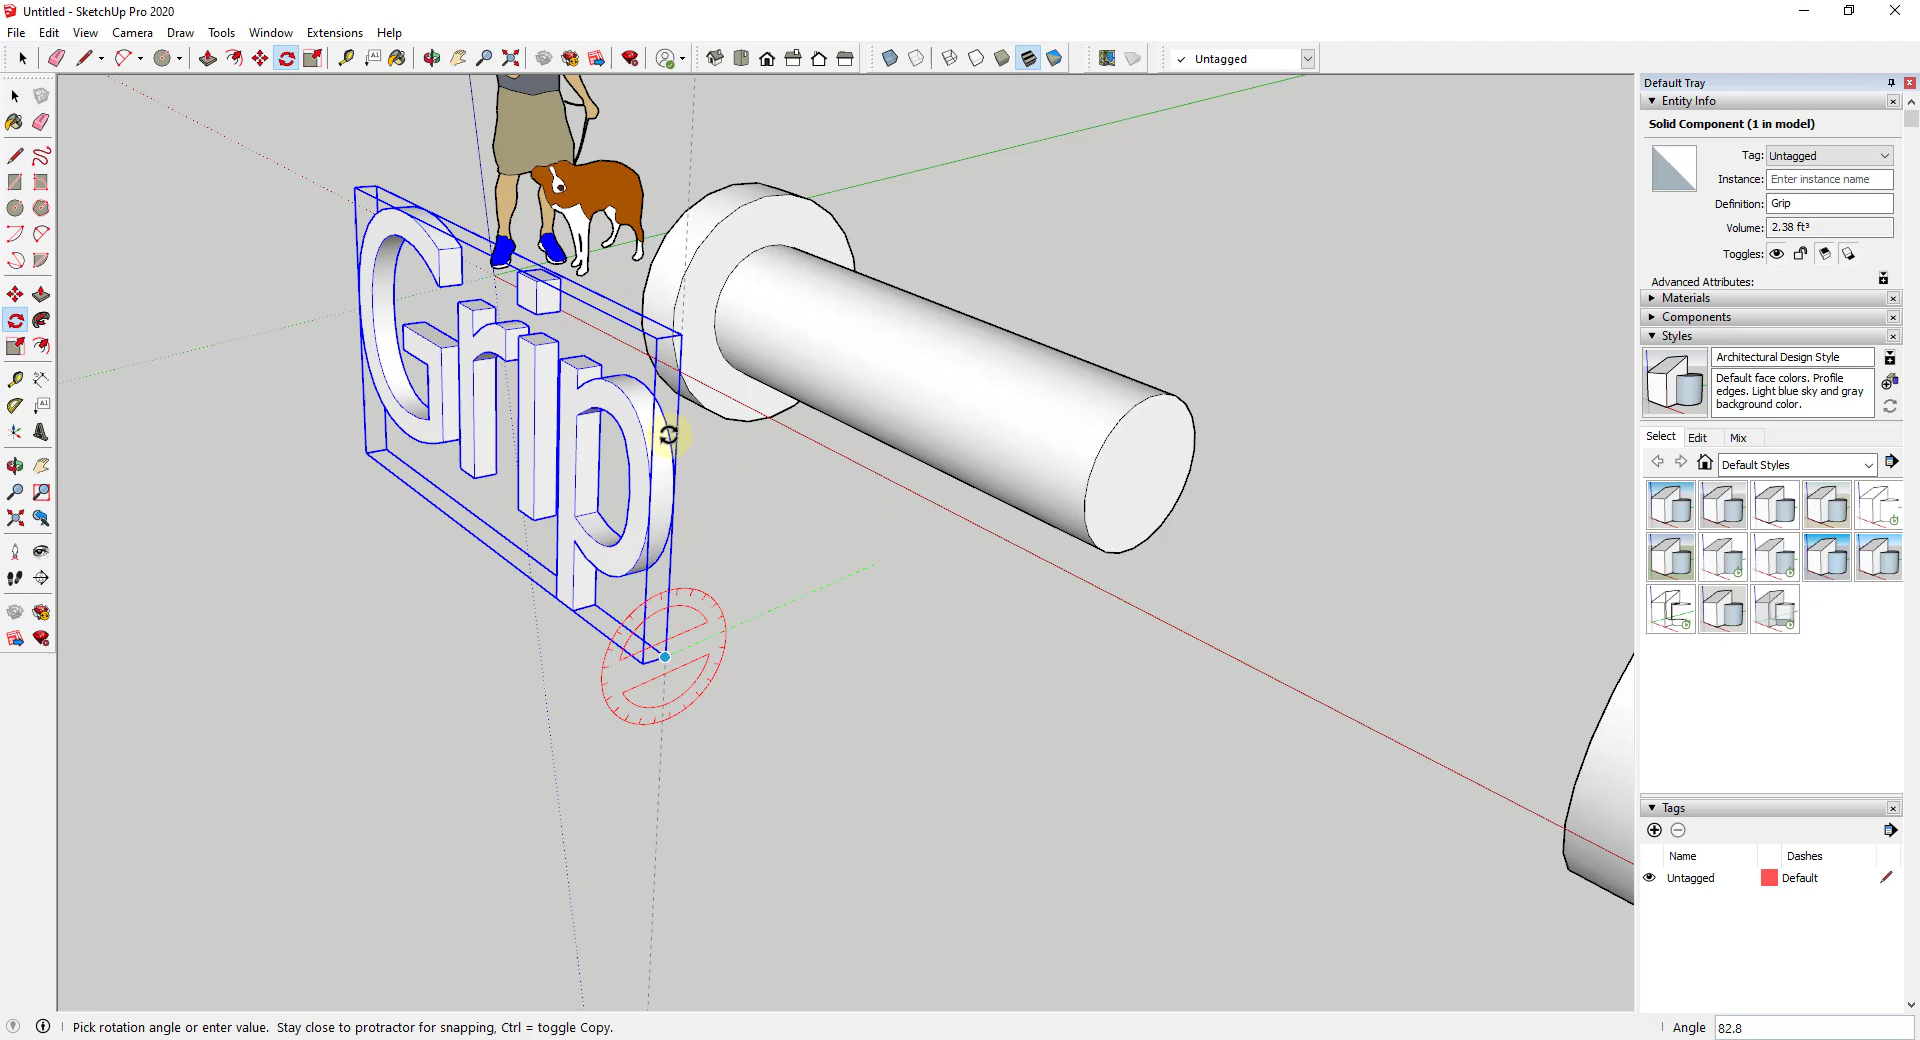 Untitled - SketchUp Pro 2020
File Edit View Camera Draw Tools Window Extensions Help
Untagged
Default Tray
Entity Info
Solid Component (1 in model)
Tag: Untagged
Instance: Enter instance name
Definition: Grip
Volume: 2.38 ft³
Toggles:
Advanced Attributes:
Materials
Components
Styles
Architectural Design Style
Default face colors. Profile
edges. Light blue sky and gray
background color.
Select Edit Mix
Default Styles
Grip
Tags
Name Dashes
Untagged Default
Pick rotation angle or enter value. Stay close to protractor for snapping, Ctrl = toggle Copy.
Angle 82.8